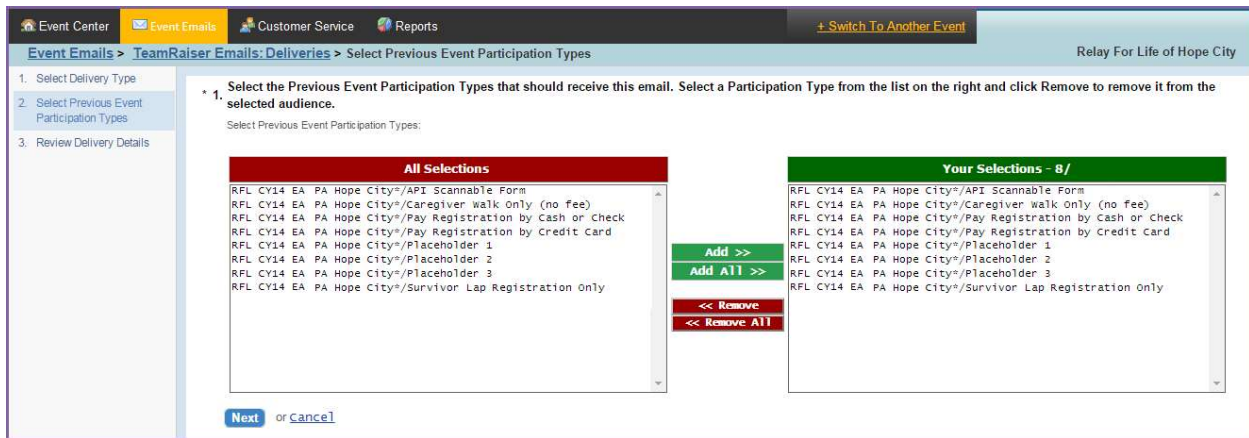 Event Center Event Emails Customer Service Reports + Switch To Another Event
Event Emails > TeamRaiser Emails: Deliveries > Select Previous Event Participation Types Relay For Life of Hope City
1. Select Delivery Type
2. Select Previous Event
Participation Types
3. Review Delivery Details
* 1. Select the Previous Event Participation Types that should receive this email. Select a Participation Type from the list on the right and click Remove to remove it from the
selected audience.
Select Previous Event Participation Types:
All Selections
RFL CY14 EA PA Hope City*/API Scannable Form
RFL CY14 EA PA Hope City*/Caregiver Walk Only (no fee)
RFL CY14 EA PA Hope City*/Pay Registration by Cash or Check
RFL CY14 EA PA Hope City*/Pay Registration by Credit Card
RFL CY14 EA PA Hope City*/Placeholder 1
RFL CY14 EA PA Hope City*/Placeholder 2
RFL CY14 EA PA Hope City*/Placeholder 3
RFL CY14 EA PA Hope City*/Survivor Lap Registration Only
Add >>
Add All >>
<< Remove
<< Remove All
Your Selections - 8/
RFL CY14 EA PA Hope City*/API Scannable Form
RFL CY14 EA PA Hope City*/Caregiver Walk Only (no fee)
RFL CY14 EA PA Hope City*/Pay Registration by Cash or Check
RFL CY14 EA PA Hope City*/Pay Registration by Credit Card
RFL CY14 EA PA Hope City*/Placeholder 1
RFL CY14 EA PA Hope City*/Placeholder 2
RFL CY14 EA PA Hope City*/Placeholder 3
RFL CY14 EA PA Hope City*/Survivor Lap Registration Only
Next or Cancel